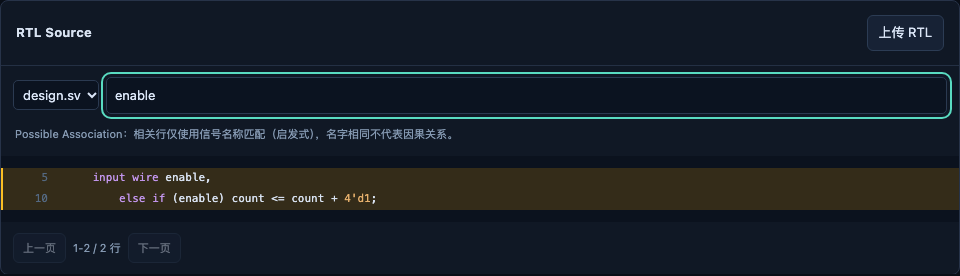 RTL Source
上传 RTL
design.sv
enable
Possible Association：相关行仅使用信号名称匹配（启发式），名字相同不代表因果关系。
5 input wire enable,
10 else if (enable) count <= count + 4'd1;
上一页 1-2 / 2 行 下一页